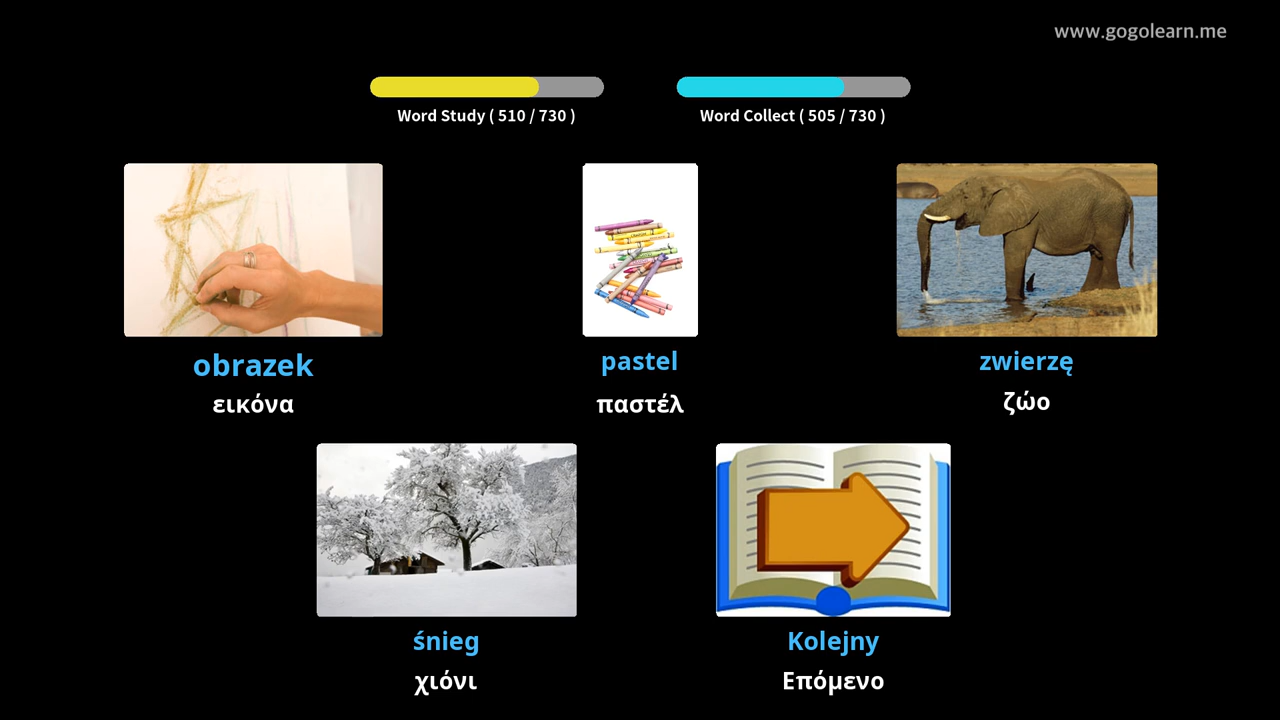 www.gogolearn.me
Word Study ( 510 / 730 )
Word Collect ( 505 / 730 )
obrazek
εικόνα
pastel
παστέλ
zwierzę
ζώο
śnieg
χιόνι
Kolejny
Επόμενο